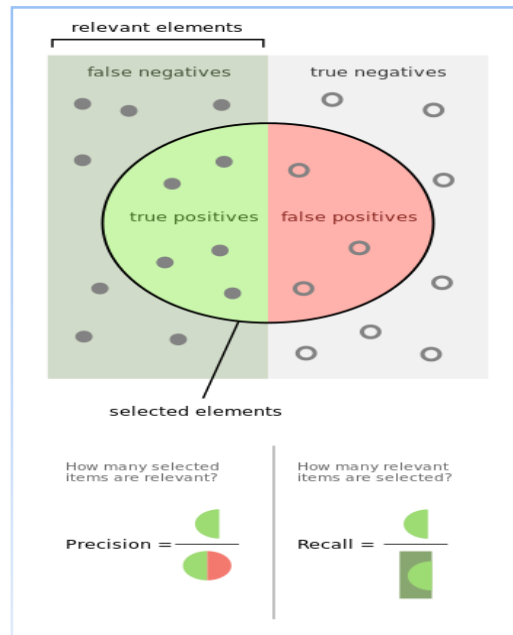 relevant elements
false negatives
true negatives
true positives
false positives
selected elements
How many selected
items are relevant?
How many relevant
items are selected?
Precision =
Recall =